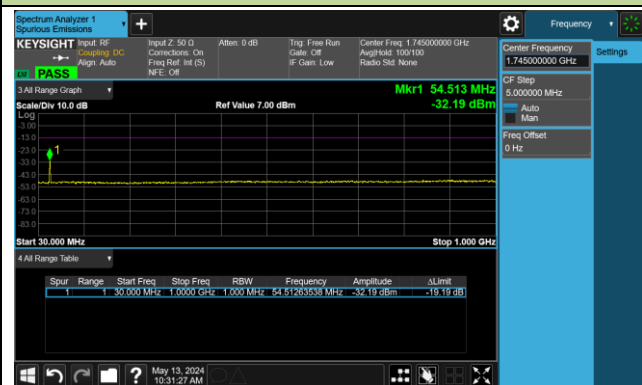 Spectrum Analyzer 1
Spurious Emissions
Frequency
KEYSIGHT
Input: RF
Coupling: DC
Align: Auto
Input Z: 50 Ω
Corrections: On
Freq Ref: Int (S)
NFE: Off
Atten: 0 dB
Trig: Free Run
Gate: Off
IF Gain: Low
Center Freq: 1.745000000 GHz
Avg|Hold: 100/100
Radio Std: None
PASS
Center Frequency
1.745000000 GHz
Settings
CF Step
5.000000 MHz
Auto
Man
Freq Offset
0 Hz
3 All Range Graph
Mkr1 54.513 MHz
Scale/Div 10.0 dB
Ref Value 7.00 dBm
-32.19 dBm
Log
-3.00
-13.0
-23.0
-33.0
-43.0
-53.0
-63.0
-73.0
-83.0
1
Start 30.000 MHz
Stop 1.000 GHz
4 All Range Table
Spur Range Start Freq Stop Freq RBW Frequency Amplitude ΔLimit
1 1 30.000 MHz 1.0000 GHz 1.000 MHz 54.51263538 MHz -32.19 dBm -19.19 dB
?
May 13, 2024
10:31:27 AM